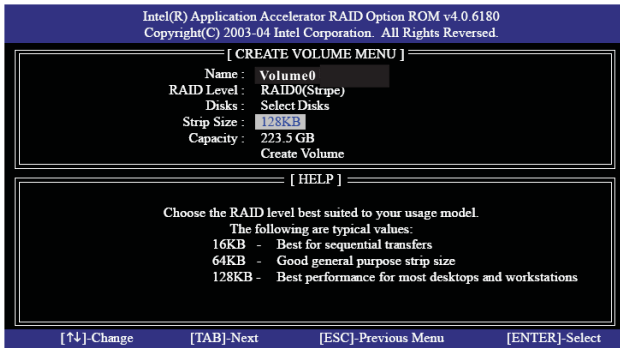 Intel(R) Application Accelerator RAID Option ROM v4.0.6180
Copyright(C) 2003-04 Intel Corporation. All Rights Reversed.
[ CREATE VOLUME MENU ]
Name : Volume0
RAID Level : RAID0(Stripe)
Disks : Select Disks
Strip Size : 128KB
Capacity : 223.5 GB
Create Volume
[ HELP ]
Choose the RAID level best suited to your usage model.
The following are typical values:
16KB - Best for sequential transfers
64KB - Good general purpose strip size
128KB - Best performance for most desktops and workstations
[↑↓]-Change [TAB]-Next [ESC]-Previous Menu [ENTER]-Select